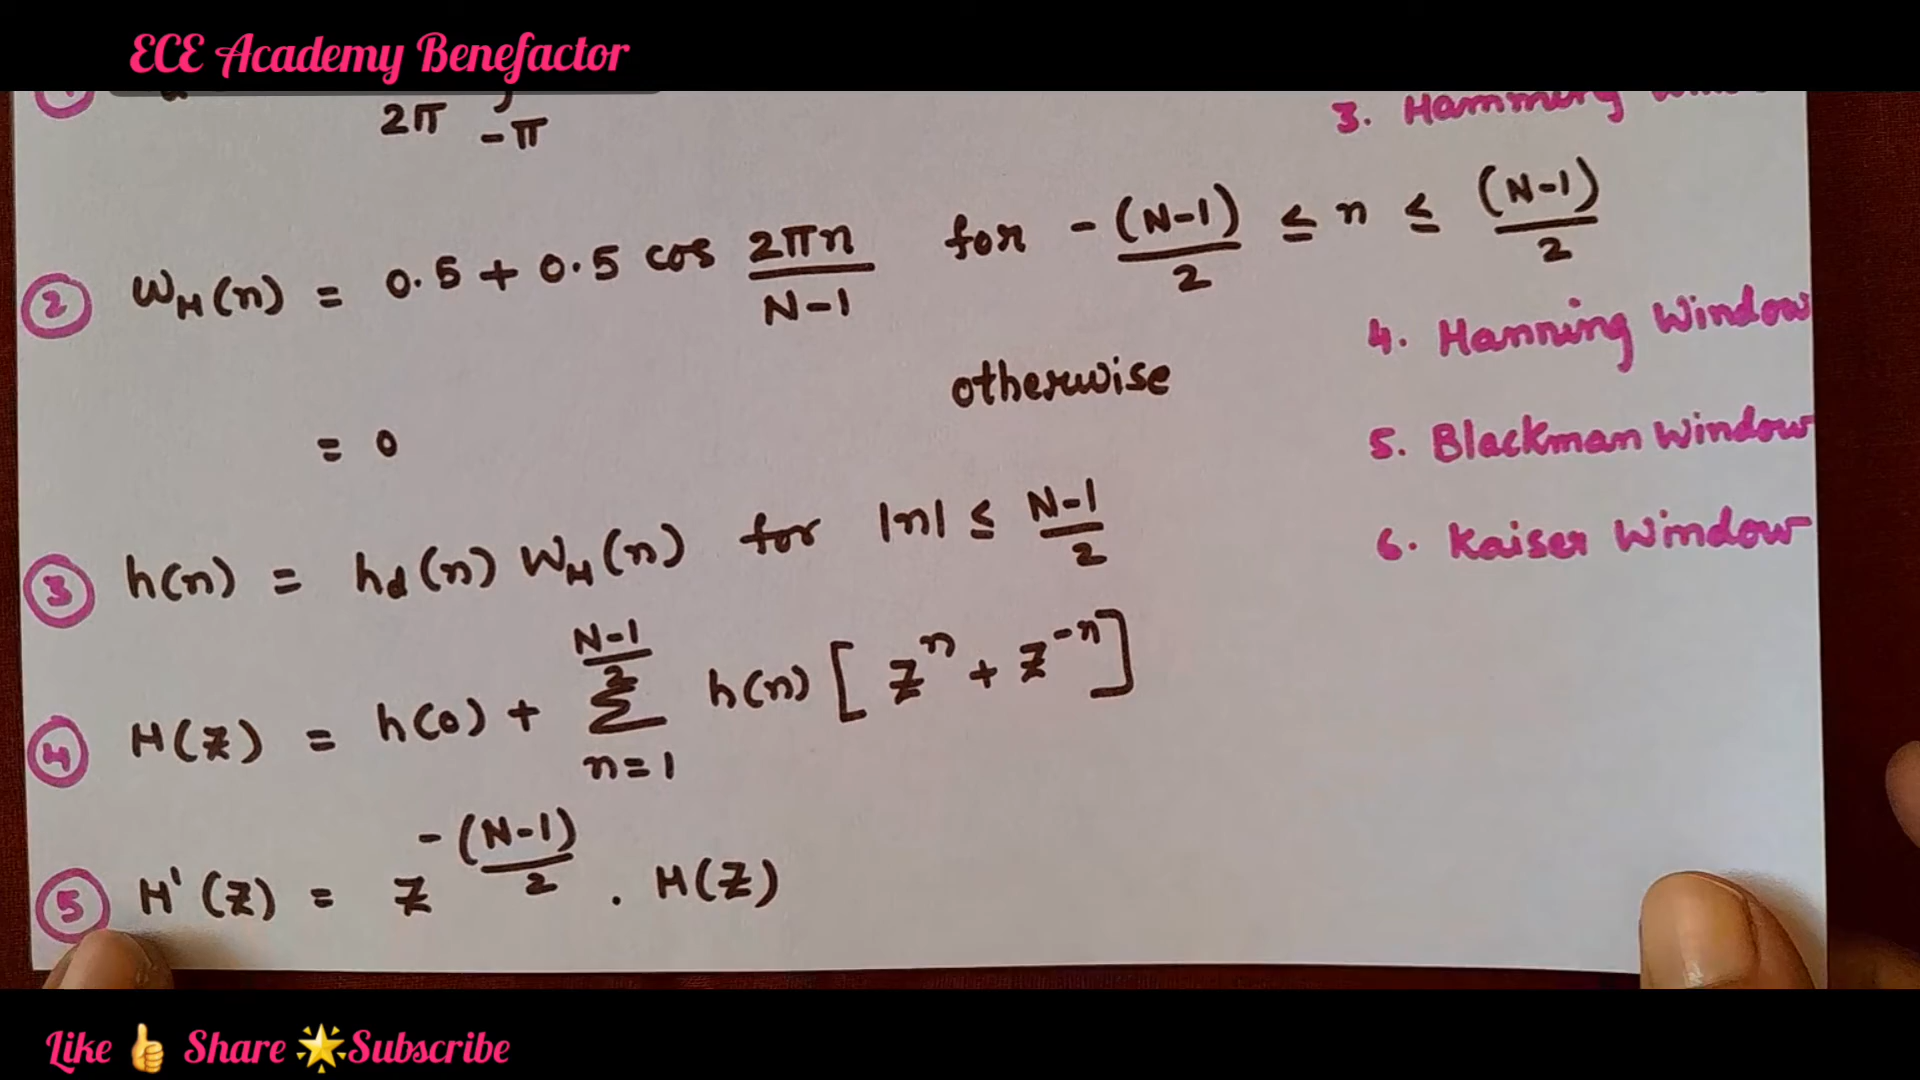 ECE Academy Benefactor
2π -π
3. Hamming
② W_H(n) = 0.5 + 0.5 cos 2πn/(N-1) for -(N-1)/2 ≤ n ≤ (N-1)/2
4. Hanning Window
= 0 otherwise
5. Blackman Window
③ h(n) = h_d(n) W_H(n) for |n| ≤ (N-1)/2
6. Kaiser Window
④ H(z) = h(0) + Σ_{n=1}^{(N-1)/2} h(n) [z^n + z^{-n}]
⑤ H'(z) = z^{-(N-1)/2} . H(z)
Like 👍 Share 🌟 Subscribe